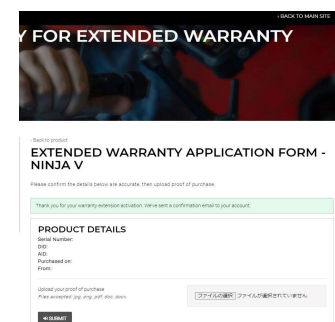 ‹ BACK TO MAIN SITE
Y FOR EXTENDED WARRANTY
‹ Back to product
EXTENDED WARRANTY APPLICATION FORM -
NINJA V
Please confirm the details below are accurate, then upload proof of purchase.
Thank you for your warranty extension activation. We've sent a confirmation email to your account.
PRODUCT DETAILS
Serial Number:
DID:
AID:
Purchased on:
From:
Upload your proof of purchase
Files accepted: jpg, png, pdf, doc, docx.
ファイルの選択 ファイルが選択されていません
SUBMIT